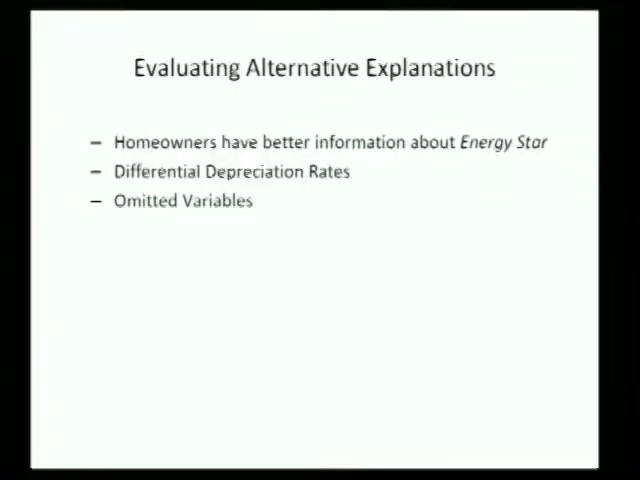 Evaluating Alternative Explanations
– Homeowners have better information about Energy Star
– Differential Depreciation Rates
– Omitted Variables